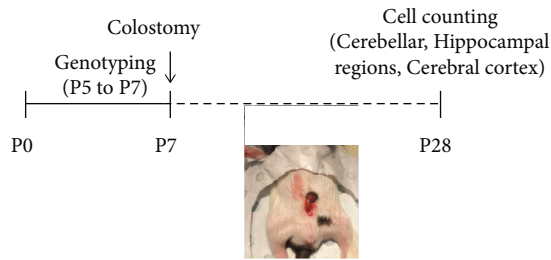 Colostomy
Genotyping
(P5 to P7)
Cell counting
(Cerebellar, Hippocampal
regions, Cerebral cortex)
P0
P7
P28